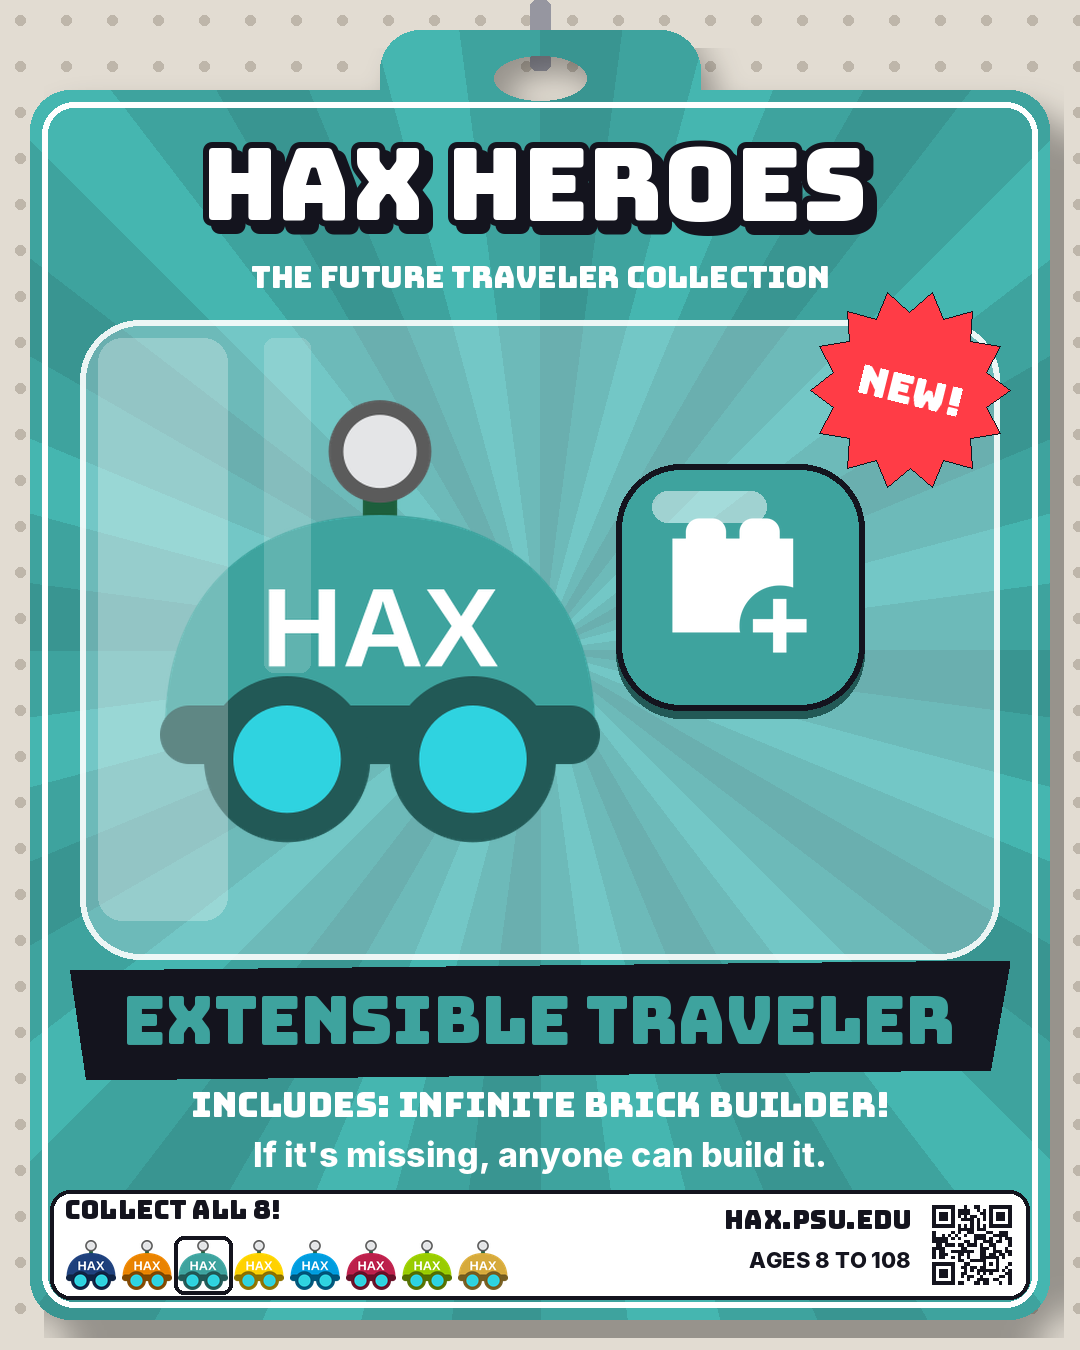 HAX HEROES
THE FUTURE TRAVELER COLLECTION
NEW!
HAX
EXTENSIBLE TRAVELER
INCLUDES: INFINITE BRICK BUILDER!
If it's missing, anyone can build it.
COLLECT ALL 8!
HAX HAX HAX HAX HAX HAX HAX HAX
HAX.PSU.EDU
AGES 8 TO 108